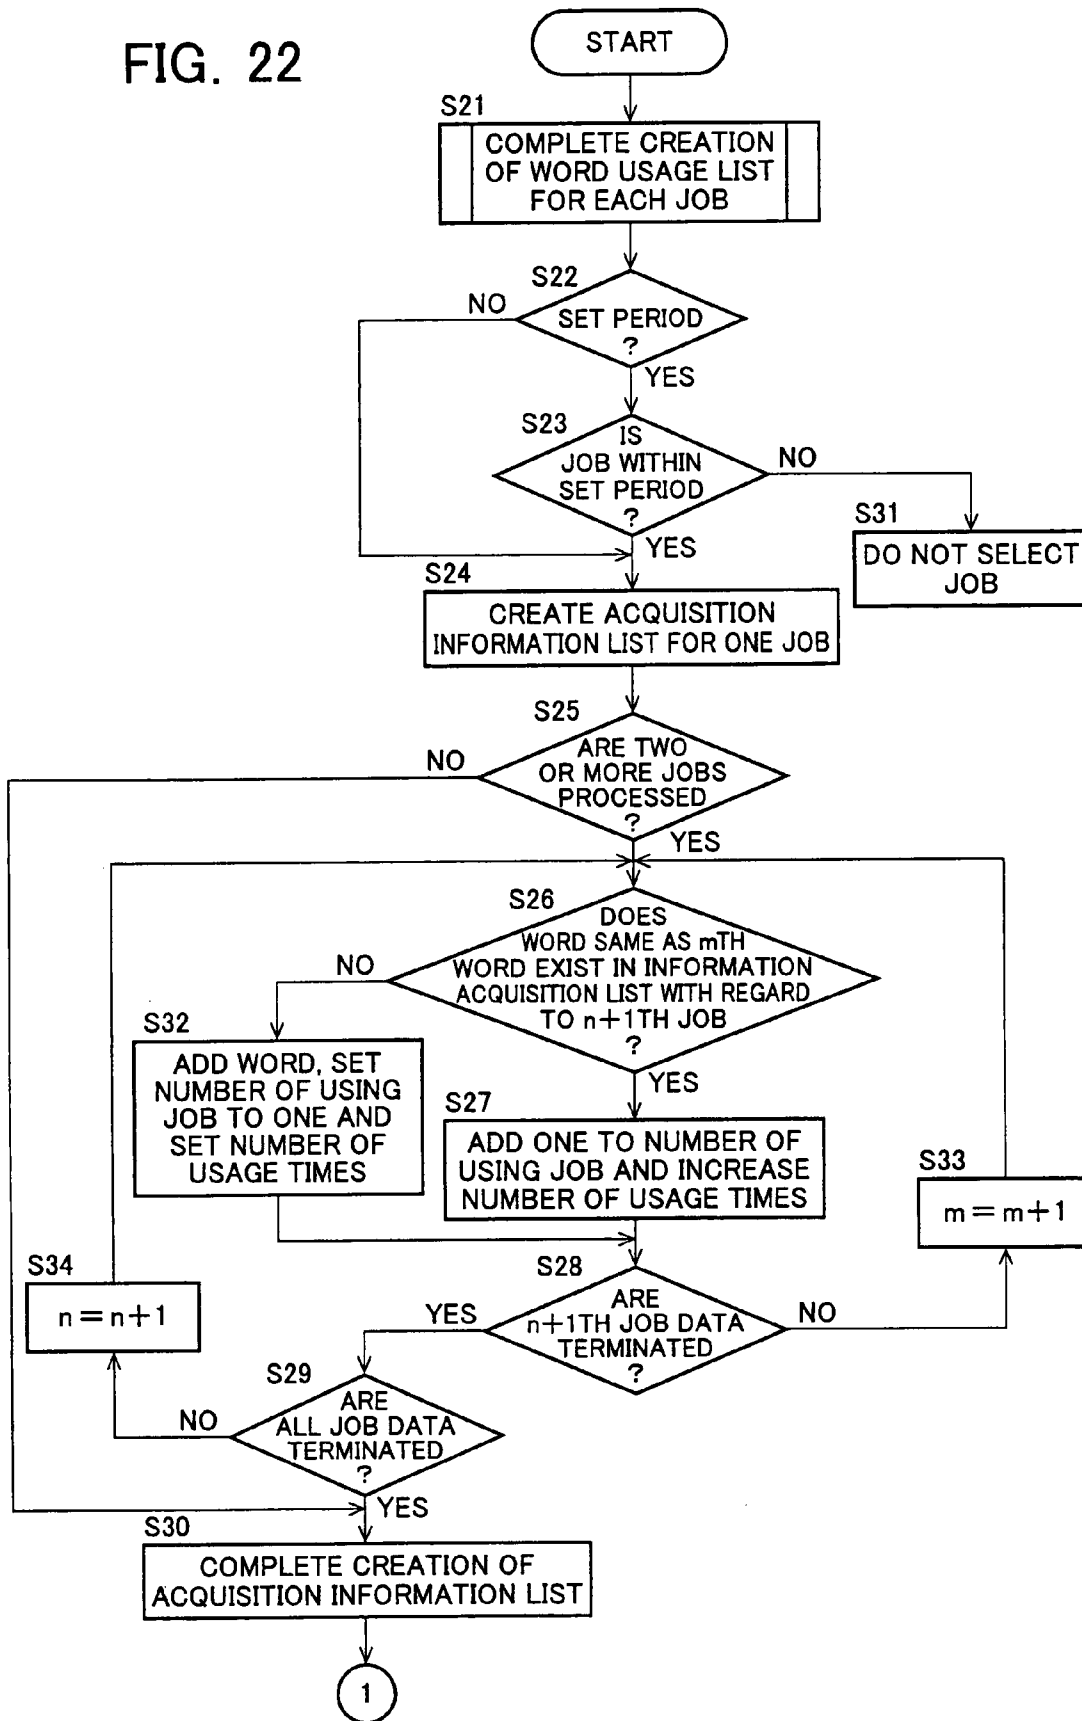 FIG. 22
START
S21
COMPLETE CREATION
OF WORD USAGE LIST
FOR EACH JOB
S22
NO
SET PERIOD
?
YES
S23
IS
JOB WITHIN
SET PERIOD
?
NO
YES
S31
DO NOT SELECT
JOB
S24
CREATE ACQUISITION
INFORMATION LIST FOR ONE JOB
S25
NO
ARE TWO
OR MORE JOBS
PROCESSED
?
YES
S26
DOES
WORD SAME AS mTH
WORD EXIST IN INFORMATION
ACQUISITION LIST WITH REGARD
TO n+1TH JOB
?
NO
YES
S32
ADD WORD, SET
NUMBER OF USING
JOB TO ONE AND
SET NUMBER OF
USAGE TIMES
S27
ADD ONE TO NUMBER OF
USING JOB AND INCREASE
NUMBER OF USAGE TIMES
S33
m=m+1
S34
n=n+1
S28
YES
ARE
n+1TH JOB DATA
TERMINATED
?
NO
S29
NO
ARE
ALL JOB DATA
TERMINATED
?
YES
S30
COMPLETE CREATION OF
ACQUISITION INFORMATION LIST
1